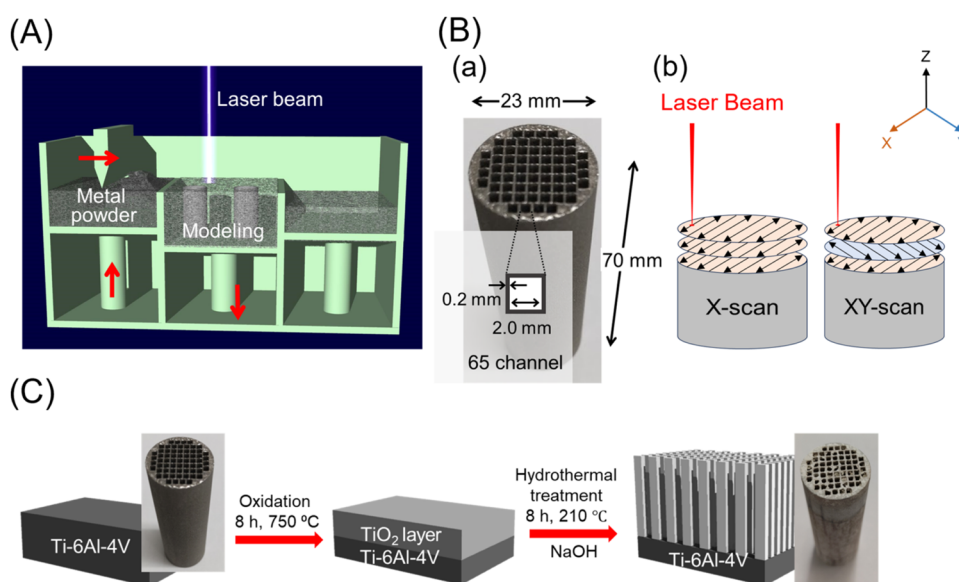 (A)
Laser beam
Metal
powder
Modeling
(B)
(a)
23 mm
70 mm
0.2 mm
2.0 mm
65 channel
(b)
Laser Beam
Z
X
X-scan
XY-scan
(C)
Ti-6Al-4V
Oxidation
8 h, 750 ºC
TiO₂ layer
Ti-6Al-4V
Hydrothermal
treatment
8 h, 210 ℃
NaOH
Ti-6Al-4V